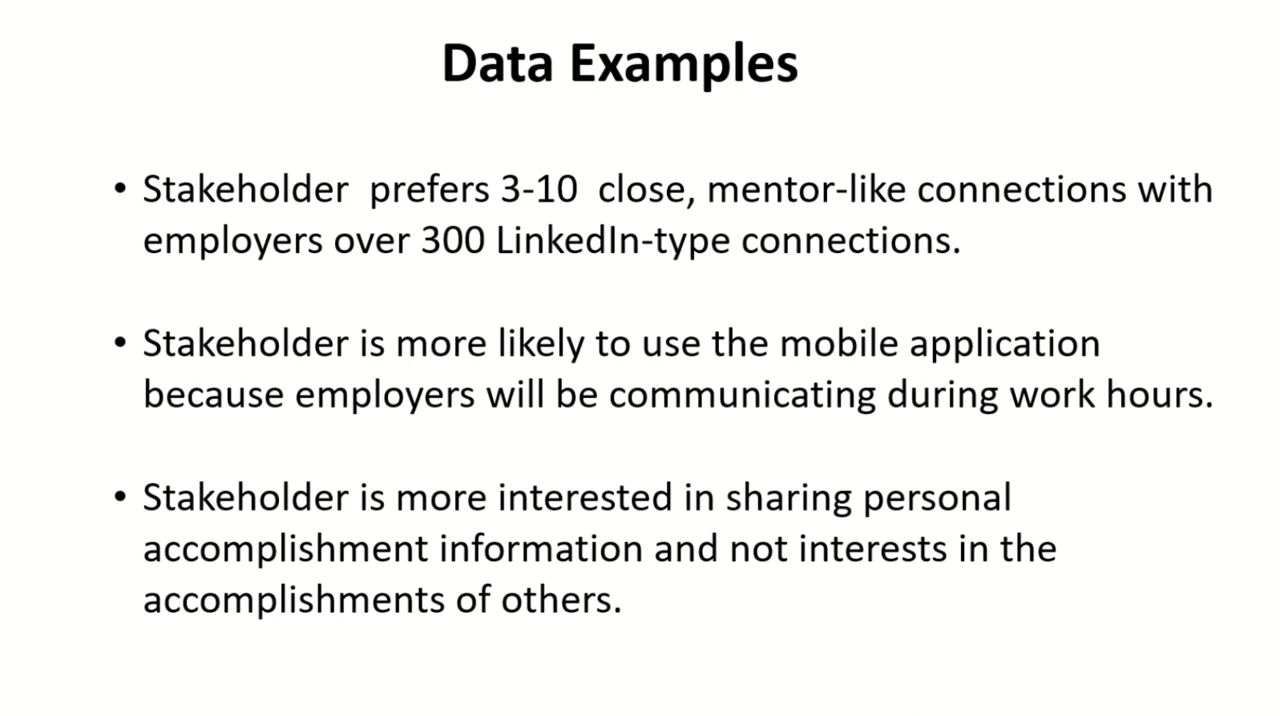 Data Examples
• Stakeholder  prefers 3-10  close, mentor-like connections with
employers over 300 LinkedIn-type connections.
• Stakeholder is more likely to use the mobile application
because employers will be communicating during work hours.
• Stakeholder is more interested in sharing personal
accomplishment information and not interests in the
accomplishments of others.